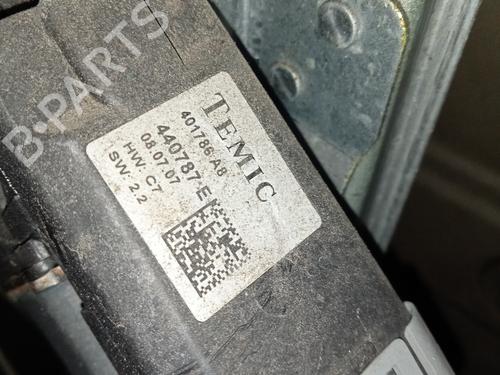 B-PARTS
TEMIC
401786 A8
440787 E
08.07.07
HW: C7
SW: 2.2